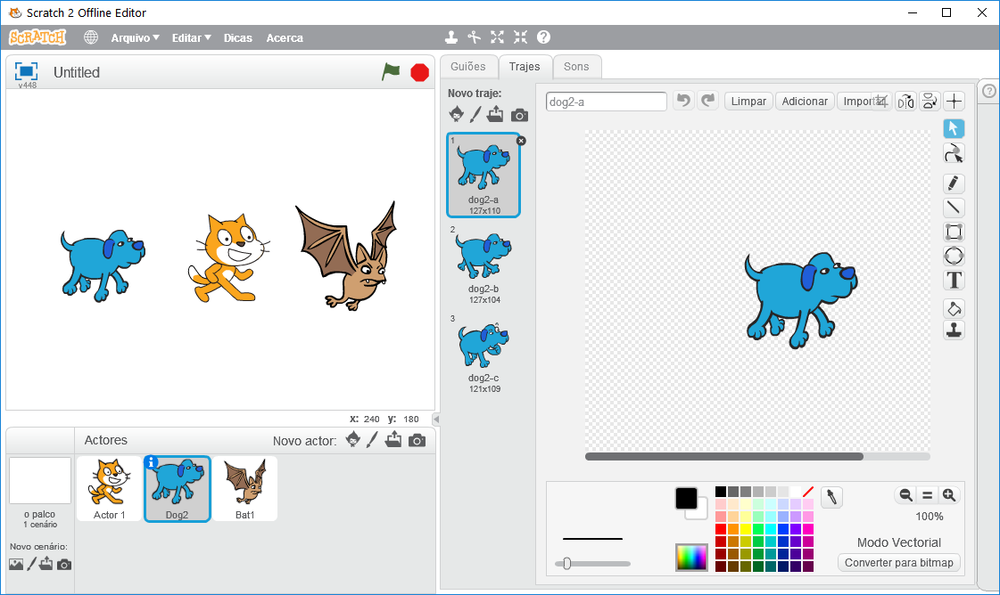 Scratch 2 Offline Editor
SCRATCH Arquivo Editar Dicas Acerca
v448
Untitled
Guiões Trajes Sons
Novo traje:
dog2-a
Limpar Adicionar Importar
1
dog2-a
127x110
2
dog2-b
127x104
3
dog2-c
121x109
T
x: 240 y: 180
Actores Novo actor:
o palco
1 cenário
Novo cenário:
Actor 1 Dog2 Bat1
100%
Modo Vectorial
Converter para bitmap